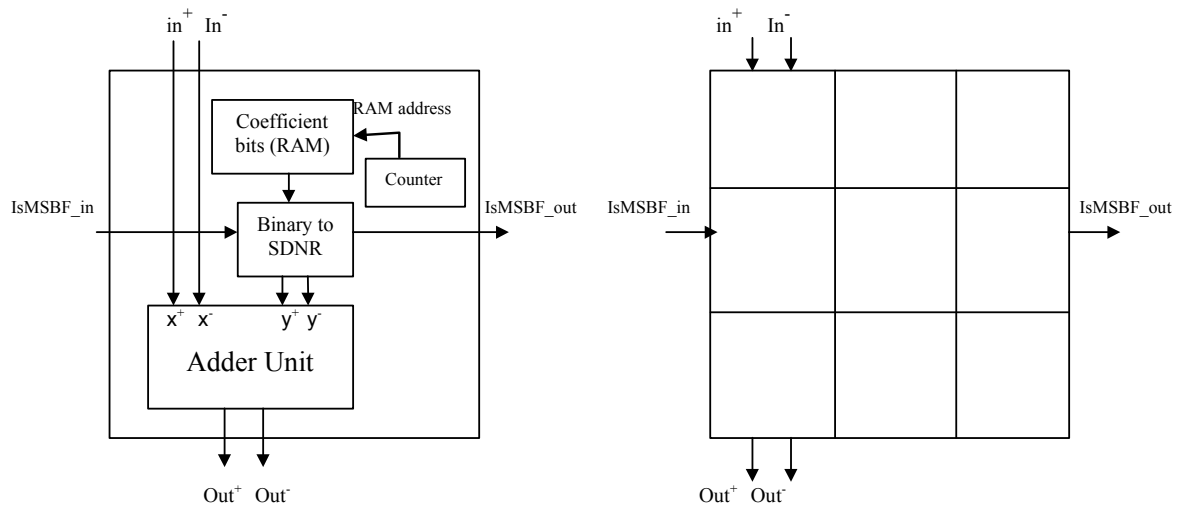 in⁺ In⁻
Coefficient
bits (RAM)
RAM address
Counter
IsMSBF_in
Binary to
SDNR
IsMSBF_out
x⁺ x⁻ y⁺ y⁻
Adder Unit
Out⁺ Out⁻
in⁺ In⁻
IsMSBF_in
IsMSBF_out
Out⁺ Out⁻